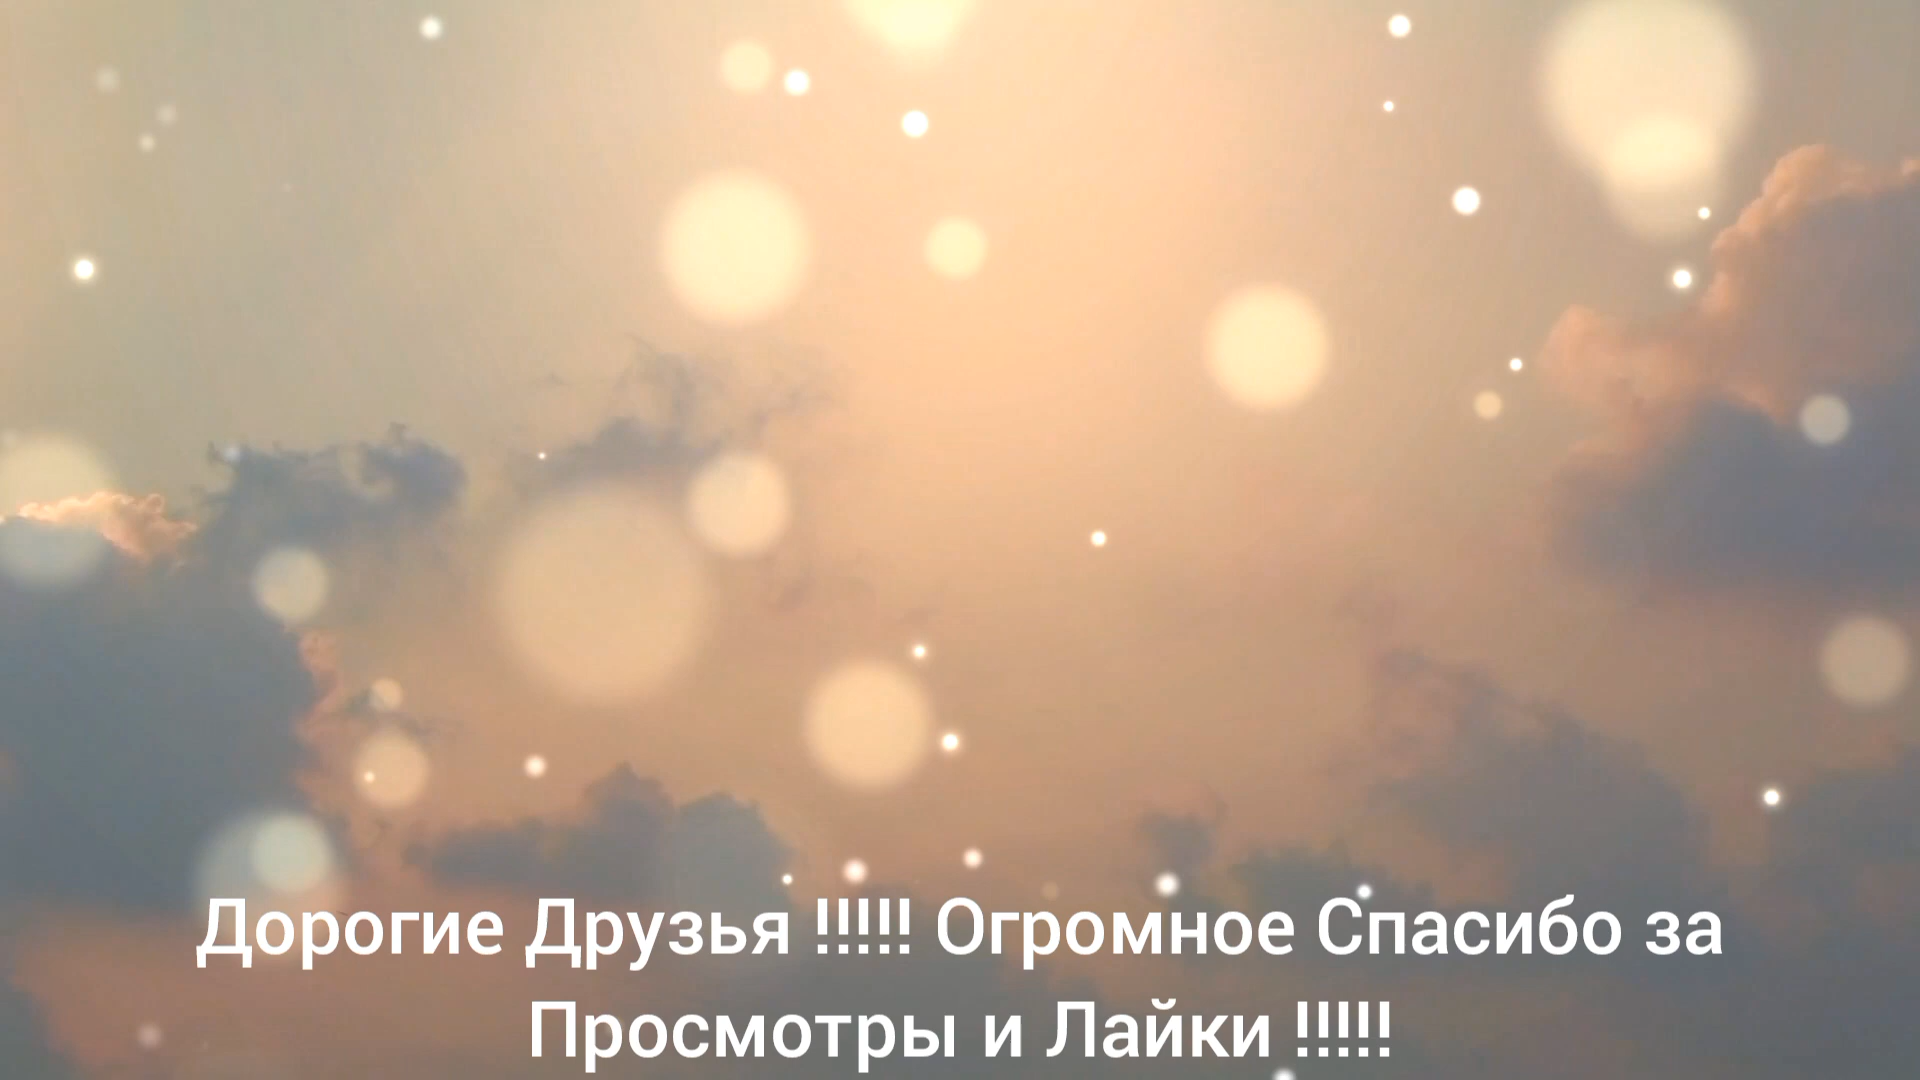 Дорогие Друзья !!!!! Огромное Спасибо за
Просмотры и Лайки !!!!!